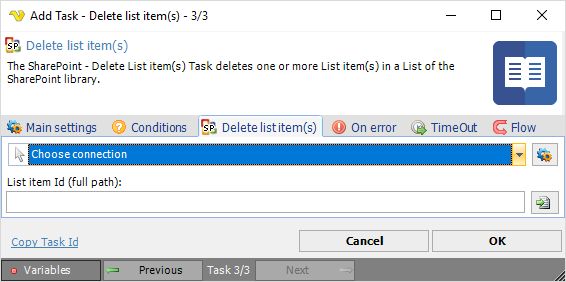 Add Task - Delete list item(s) - 3/3
Delete list item(s)
The SharePoint - Delete List item(s) Task deletes one or more List item(s) in a List of the
SharePoint library.
Main settings Conditions Delete list item(s) On error TimeOut Flow
Choose connection
List item Id (full path):
Copy Task Id Cancel OK
Variables Previous Task 3/3 Next